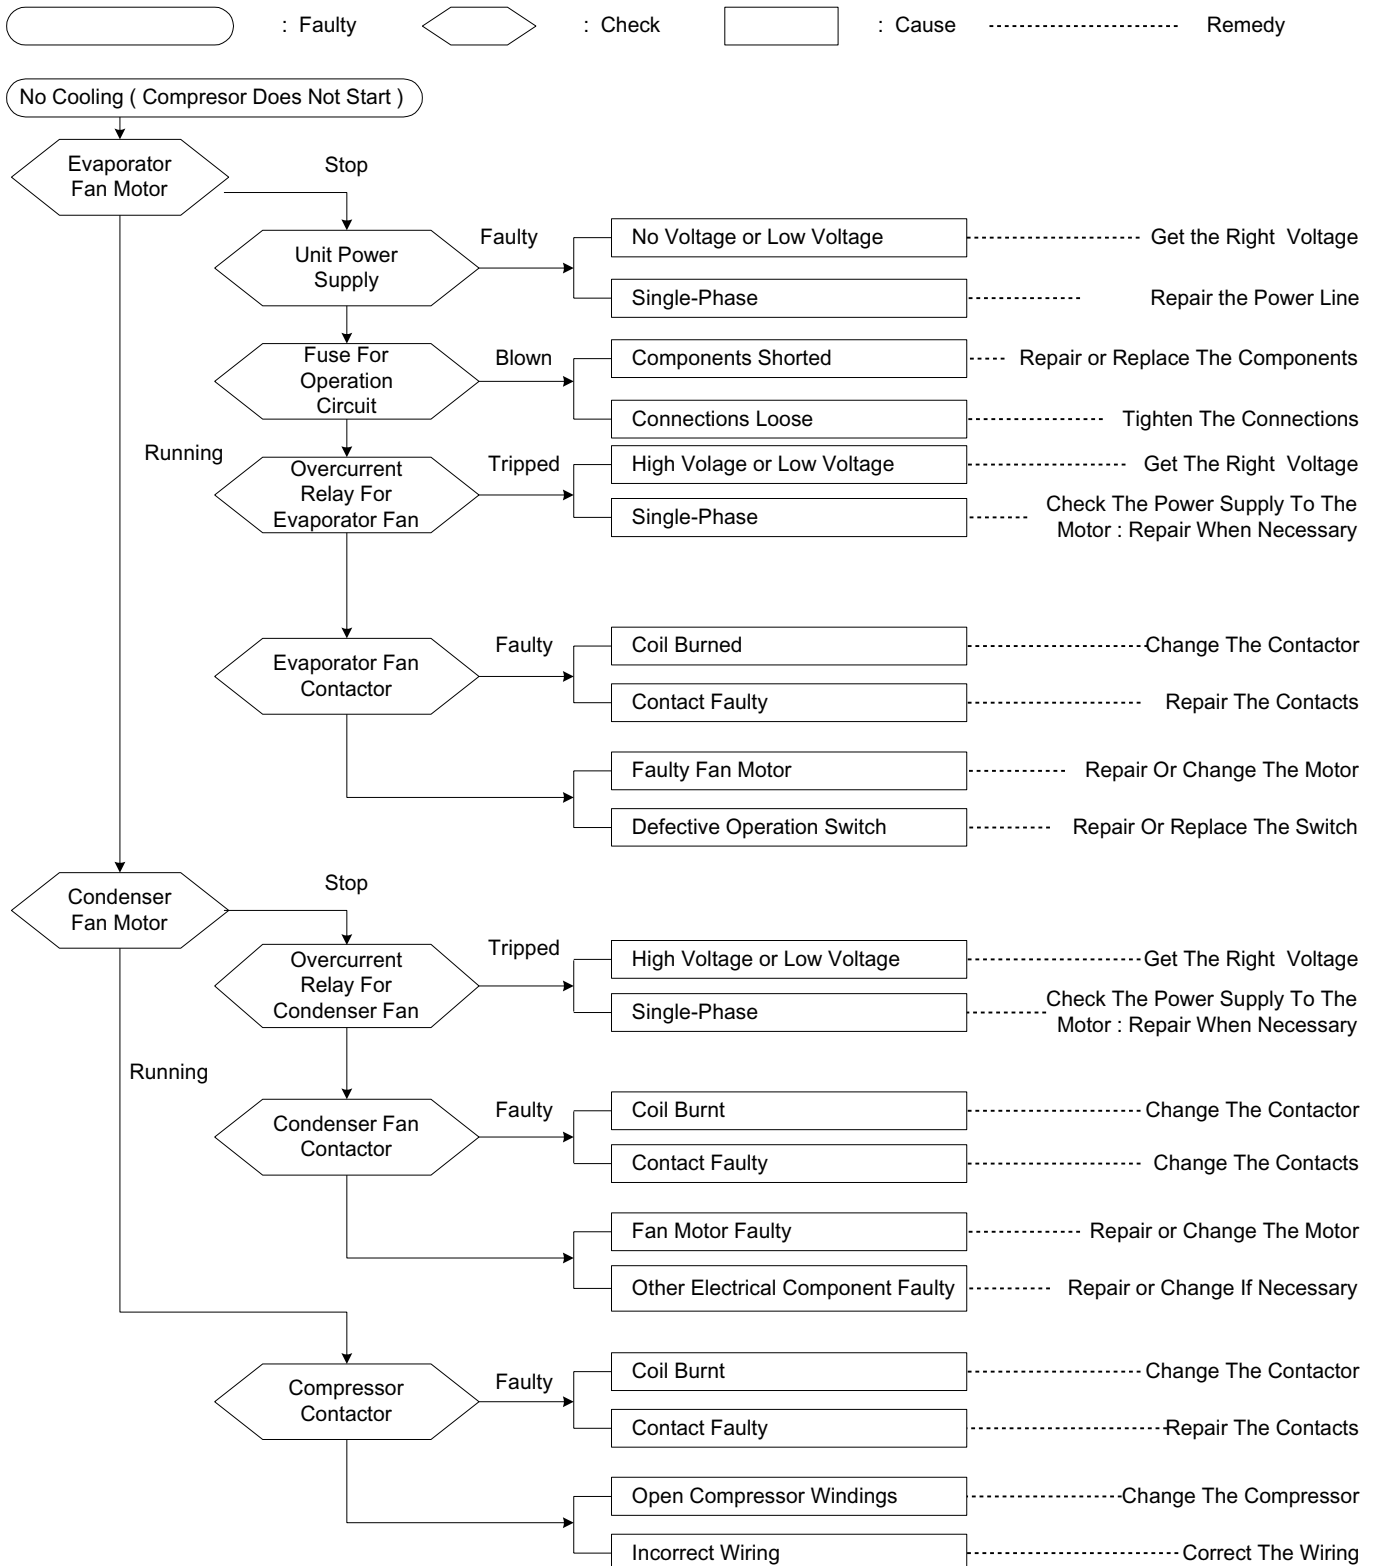 : Faulty
: Check
: Cause
Remedy
No Cooling ( Compresor Does Not Start )
Evaporator
Fan Motor
Stop
Unit Power
Supply
Faulty
No Voltage or Low Voltage
Get the Right Voltage
Single-Phase
Repair the Power Line
Fuse For
Operation
Circuit
Blown
Components Shorted
Repair or Replace The Components
Connections Loose
Tighten The Connections
Running
Overcurrent
Relay For
Evaporator Fan
Tripped
High Volage or Low Voltage
Get The Right Voltage
Single-Phase
Check The Power Supply To The
Motor : Repair When Necessary
Evaporator Fan
Contactor
Faulty
Coil Burned
Change The Contactor
Contact Faulty
Repair The Contacts
Faulty Fan Motor
Repair Or Change The Motor
Defective Operation Switch
Repair Or Replace The Switch
Condenser
Fan Motor
Stop
Overcurrent
Relay For
Condenser Fan
Tripped
High Voltage or Low Voltage
Get The Right Voltage
Single-Phase
Check The Power Supply To The
Motor : Repair When Necessary
Running
Condenser Fan
Contactor
Faulty
Coil Burnt
Change The Contactor
Contact Faulty
Change The Contacts
Fan Motor Faulty
Repair or Change The Motor
Other Electrical Component Faulty
Repair or Change If Necessary
Compressor
Contactor
Faulty
Coil Burnt
Change The Contactor
Contact Faulty
Repair The Contacts
Open Compressor Windings
Change The Compressor
Incorrect Wiring
Correct The Wiring